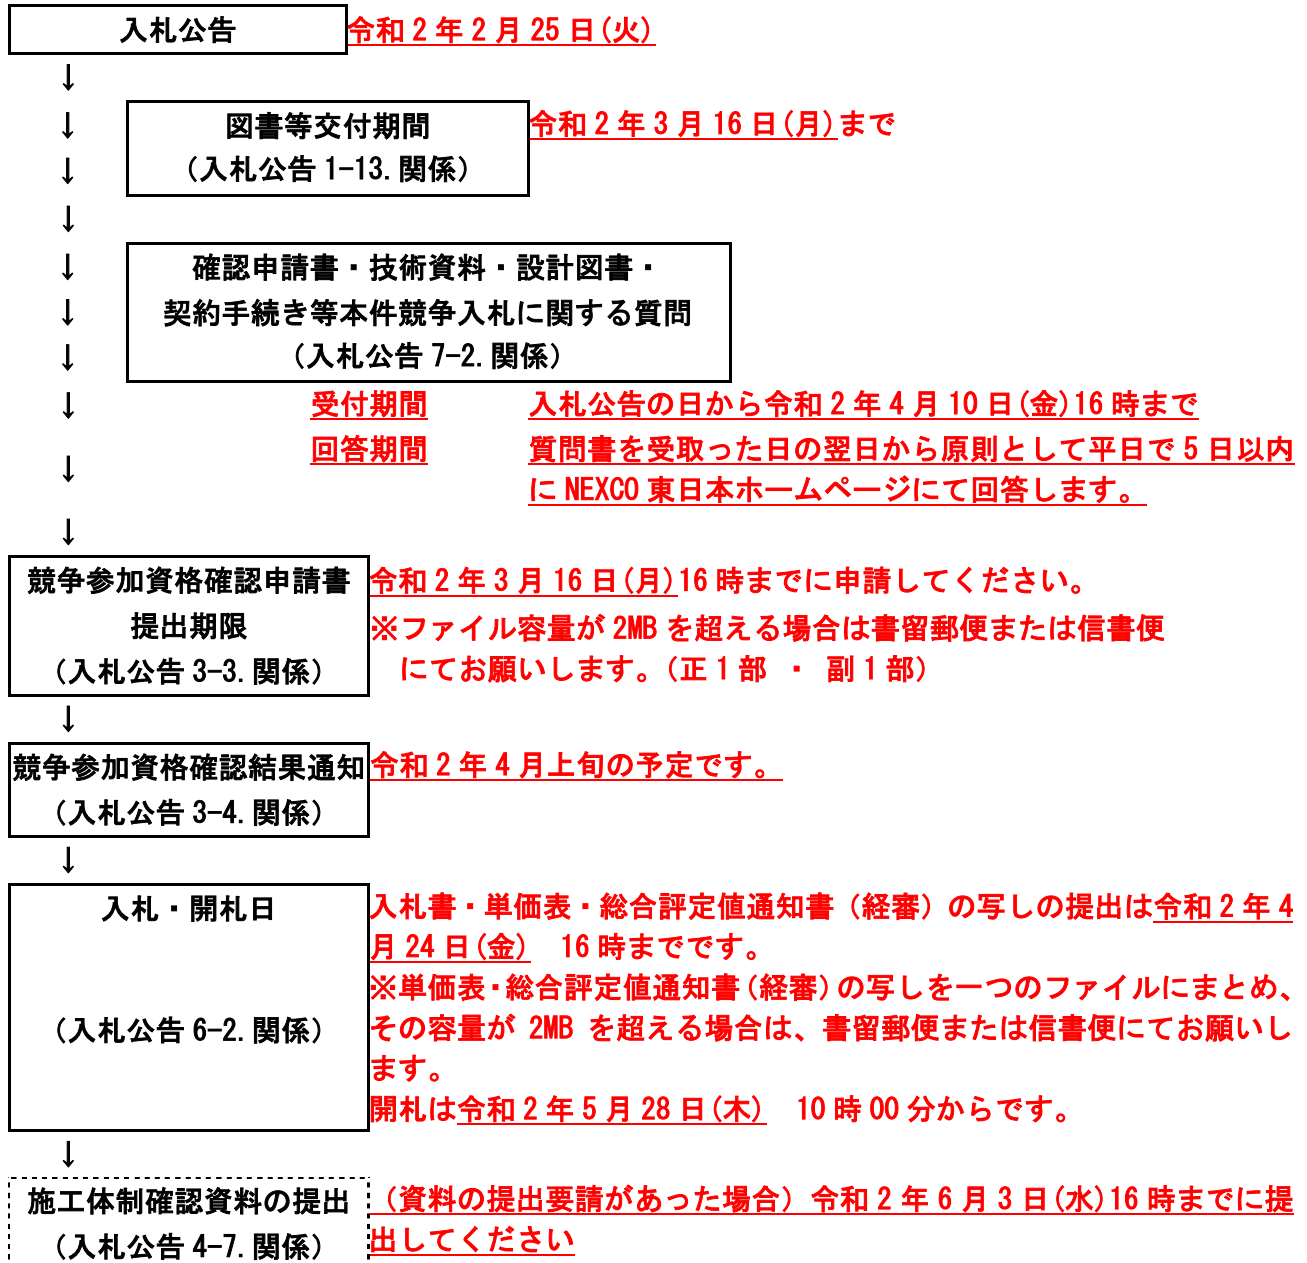 入札公告 令和2年2月25日(火)
↓
↓ 図書等交付期間 令和2年3月16日(月)まで
↓ （入札公告1-13.関係）
↓
↓ 確認申請書・技術資料・設計図書・
↓ 契約手続き等本件競争入札に関する質問
↓ （入札公告7-2.関係）
↓ 受付期間 入札公告の日から令和2年4月10日(金)16時まで
回答期間 質問書を受取った日の翌日から原則として平日で5日以内
↓ にNEXCO東日本ホームページにて回答します。
↓
競争参加資格確認申請書 令和2年3月16日(月)16時までに申請してください。
提出期限 ※ファイル容量が2MBを超える場合は書留郵便または信書便
（入札公告3-3.関係） にてお願いします。（正1部 ・ 副1部）
↓
競争参加資格確認結果通知 令和2年4月上旬の予定です。
（入札公告3-4.関係）
↓
入札・開札日 入札書・単価表・総合評定値通知書（経審）の写しの提出は令和2年4
月24日(金) 16時までです。
※単価表・総合評定値通知書（経審）の写しを一つのファイルにまとめ、
（入札公告6-2.関係） その容量が 2MB を超える場合は、書留郵便または信書便にてお願いし
ます。
開札は令和2年5月28日(木) 10時00分からです。
↓
施工体制確認資料の提出 （資料の提出要請があった場合）令和2年6月3日(水)16時までに提
（入札公告4-7.関係） 出してください